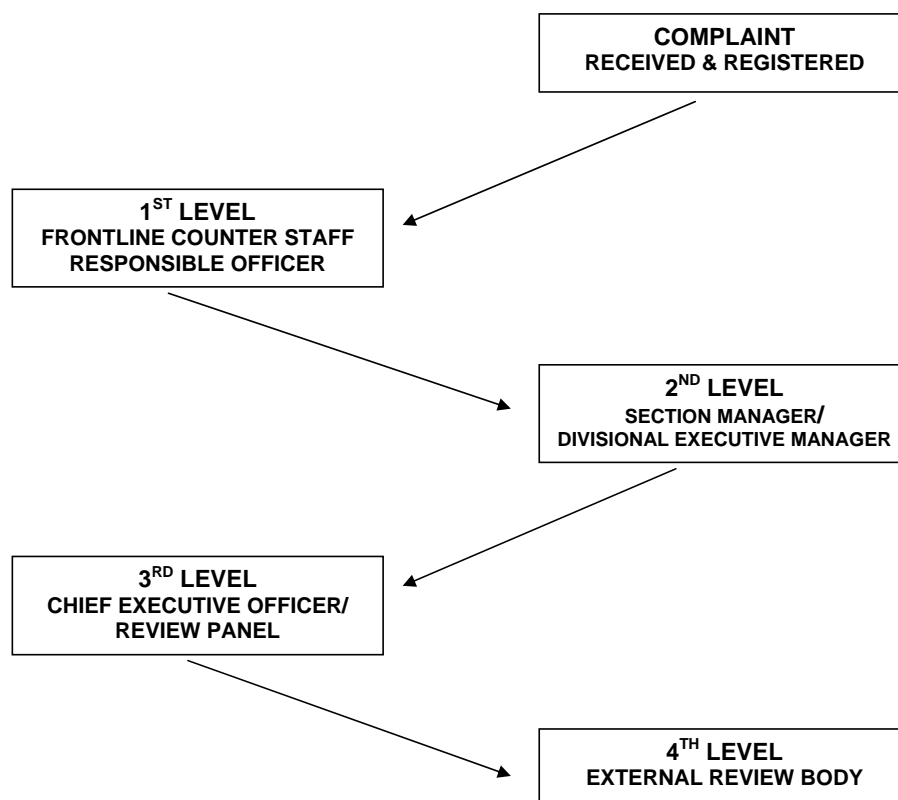 COMPLAINT
RECEIVED & REGISTERED
1ST LEVEL
FRONTLINE COUNTER STAFF
RESPONSIBLE OFFICER
2ND LEVEL
SECTION MANAGER/
DIVISIONAL EXECUTIVE MANAGER
3RD LEVEL
CHIEF EXECUTIVE OFFICER/
REVIEW PANEL
4TH LEVEL
EXTERNAL REVIEW BODY